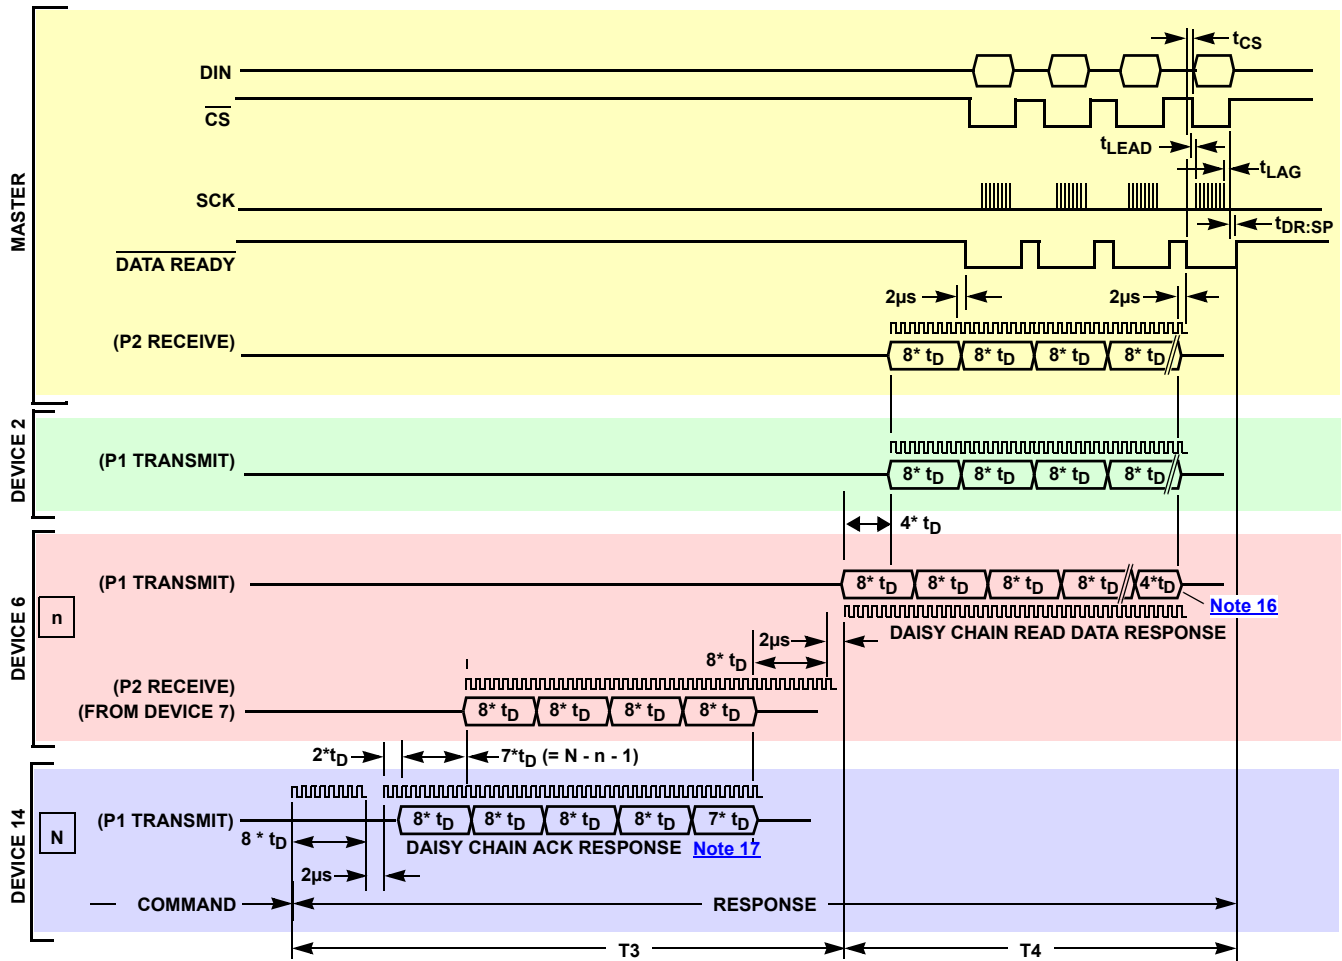 MASTER
DIN
tCS
CS
tLEAD
tLAG
SCK
tDR:SP
DATA READY
2µs
2µs
(P2 RECEIVE)
8* tD 8* tD 8* tD 8* tD
DEVICE 2
(P1 TRANSMIT)
8* tD 8* tD 8* tD 8* tD
4* tD
DEVICE 6
n
(P1 TRANSMIT)
8* tD 8* tD 8* tD 8* tD 4*tD
Note 16
DAISY CHAIN READ DATA RESPONSE
2µs
8* tD
(P2 RECEIVE)
(FROM DEVICE 7)
8* tD 8* tD 8* tD 8* tD
2*tD
7*tD (= N - n - 1)
DEVICE 14
N
(P1 TRANSMIT)
8* tD 8* tD 8* tD 8* tD 7* tD
8 * tD
DAISY CHAIN ACK RESPONSE Note 17
2µs
COMMAND
RESPONSE
T3
T4